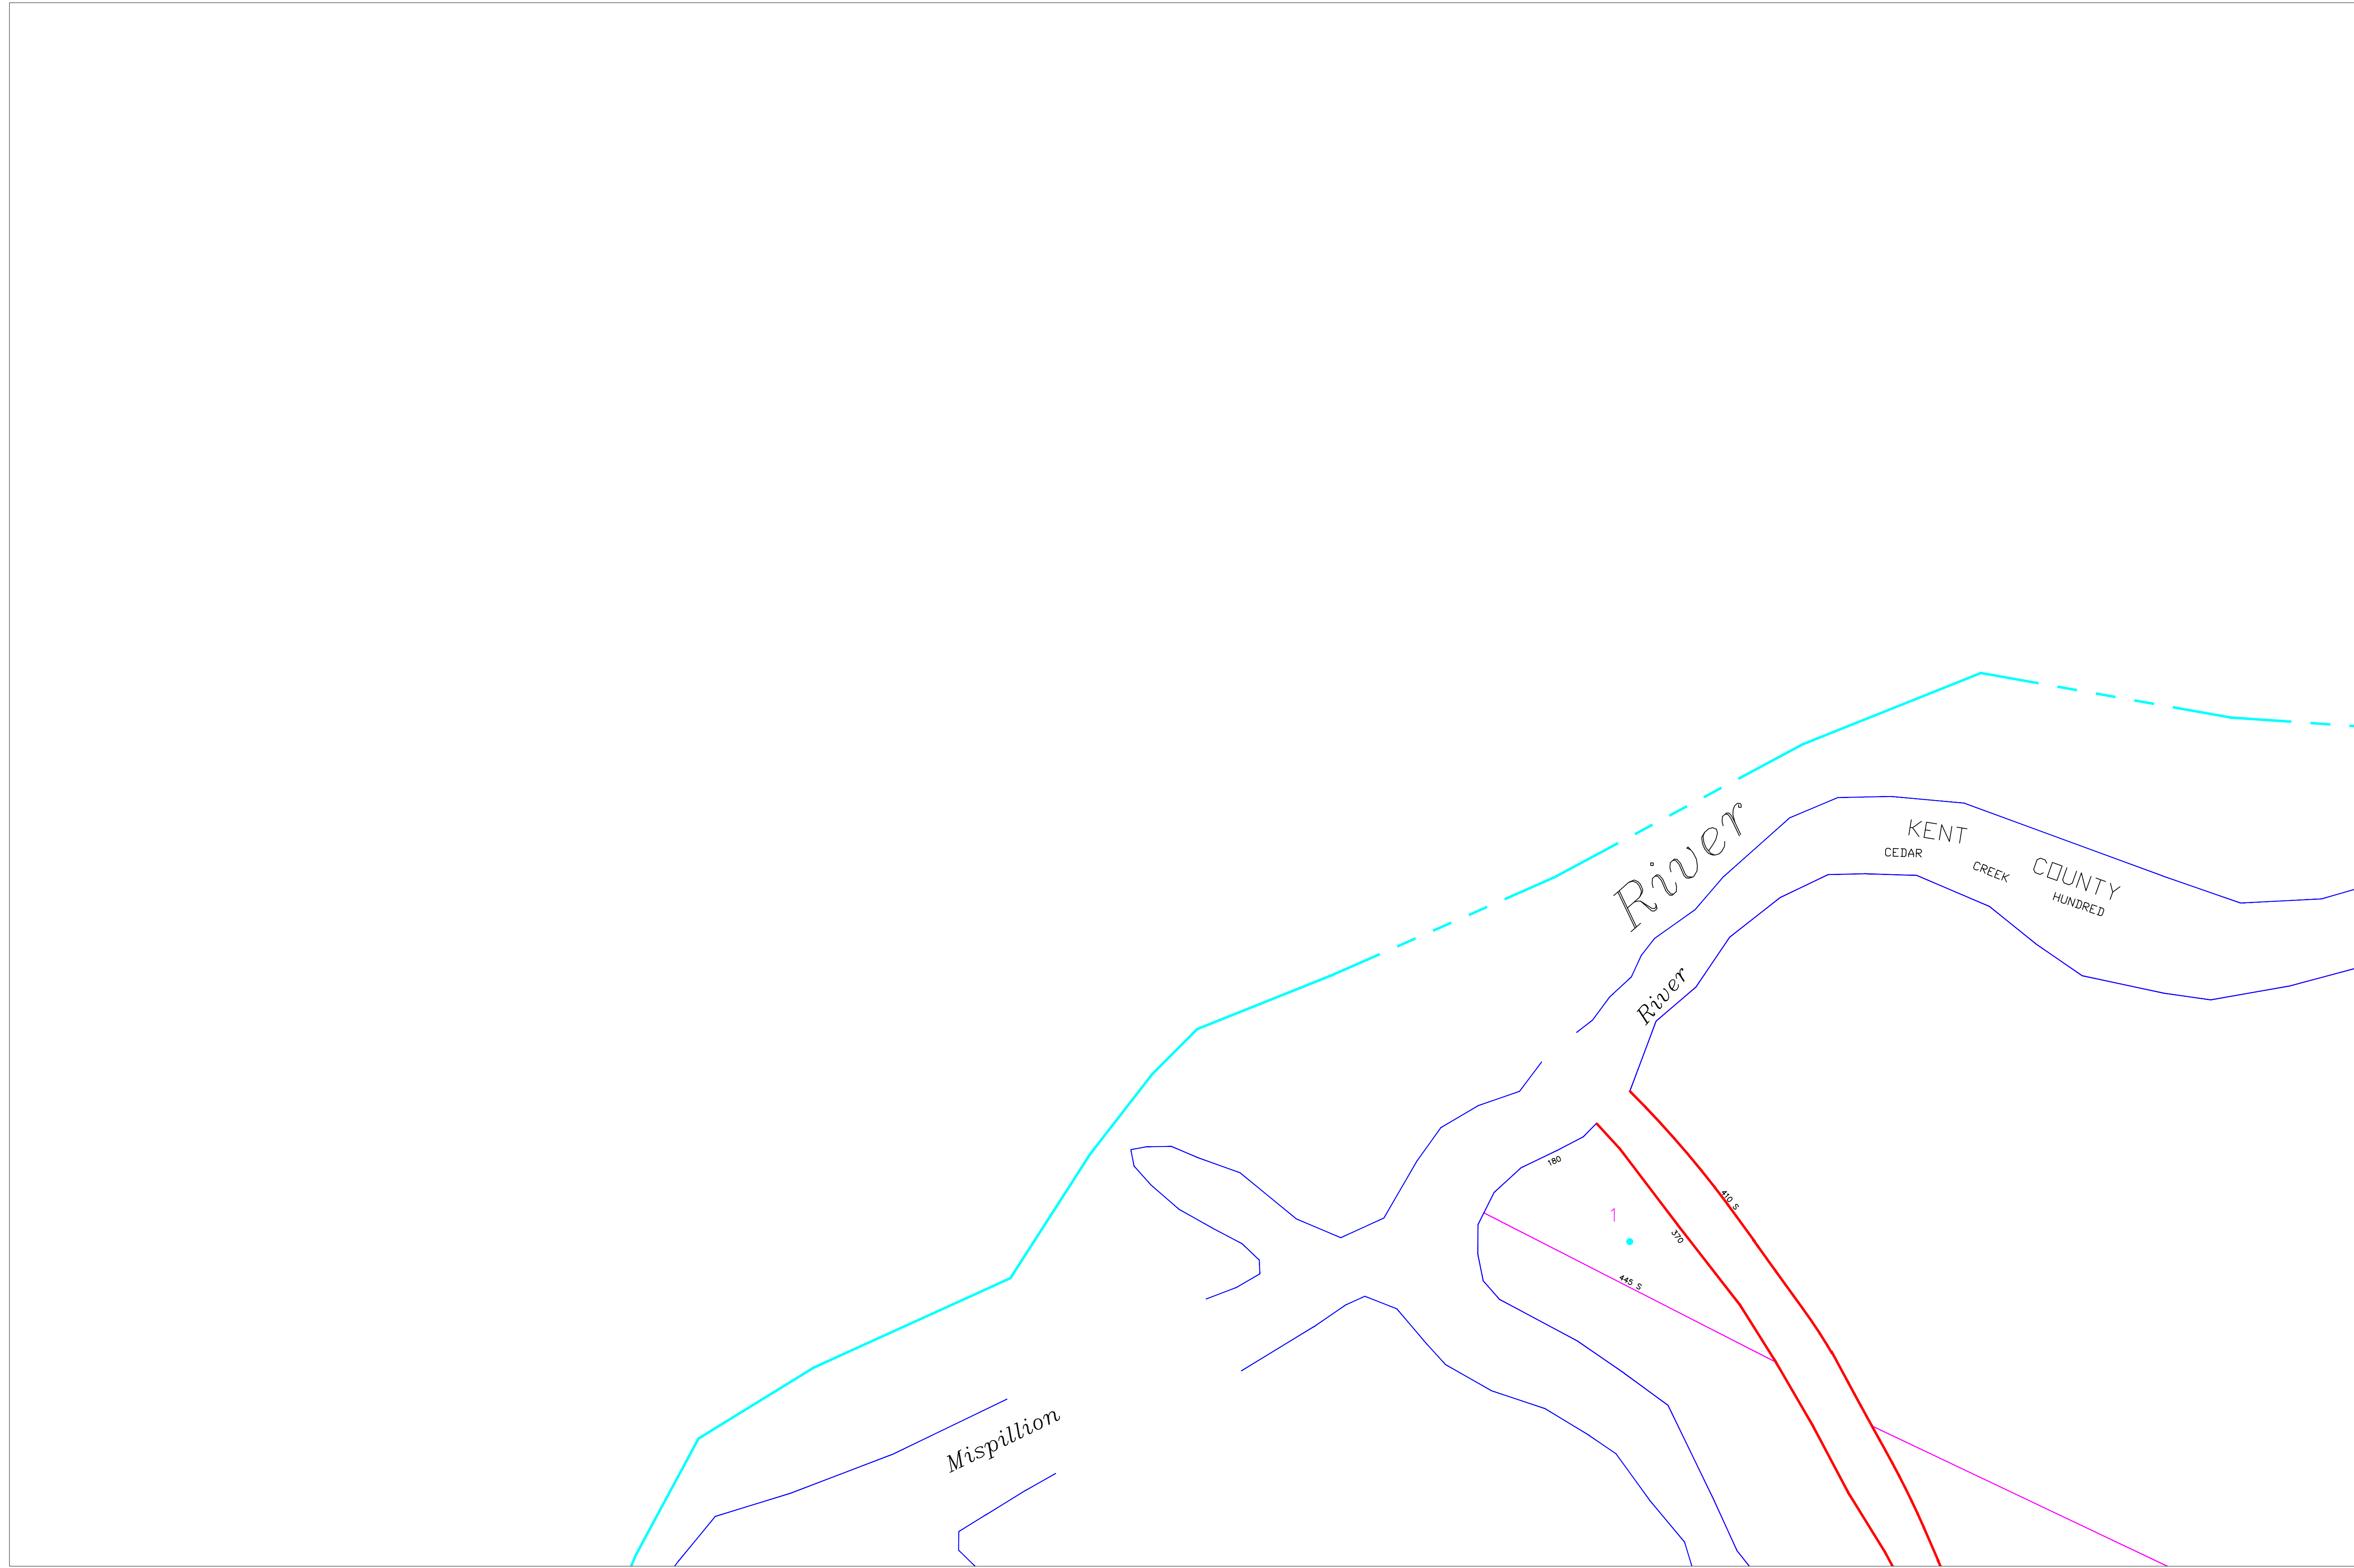 River
KENT
COUNTY
CEDAR
CREEK
HUNDRED
River
180
410 S
1
370
445 S
Mispillion